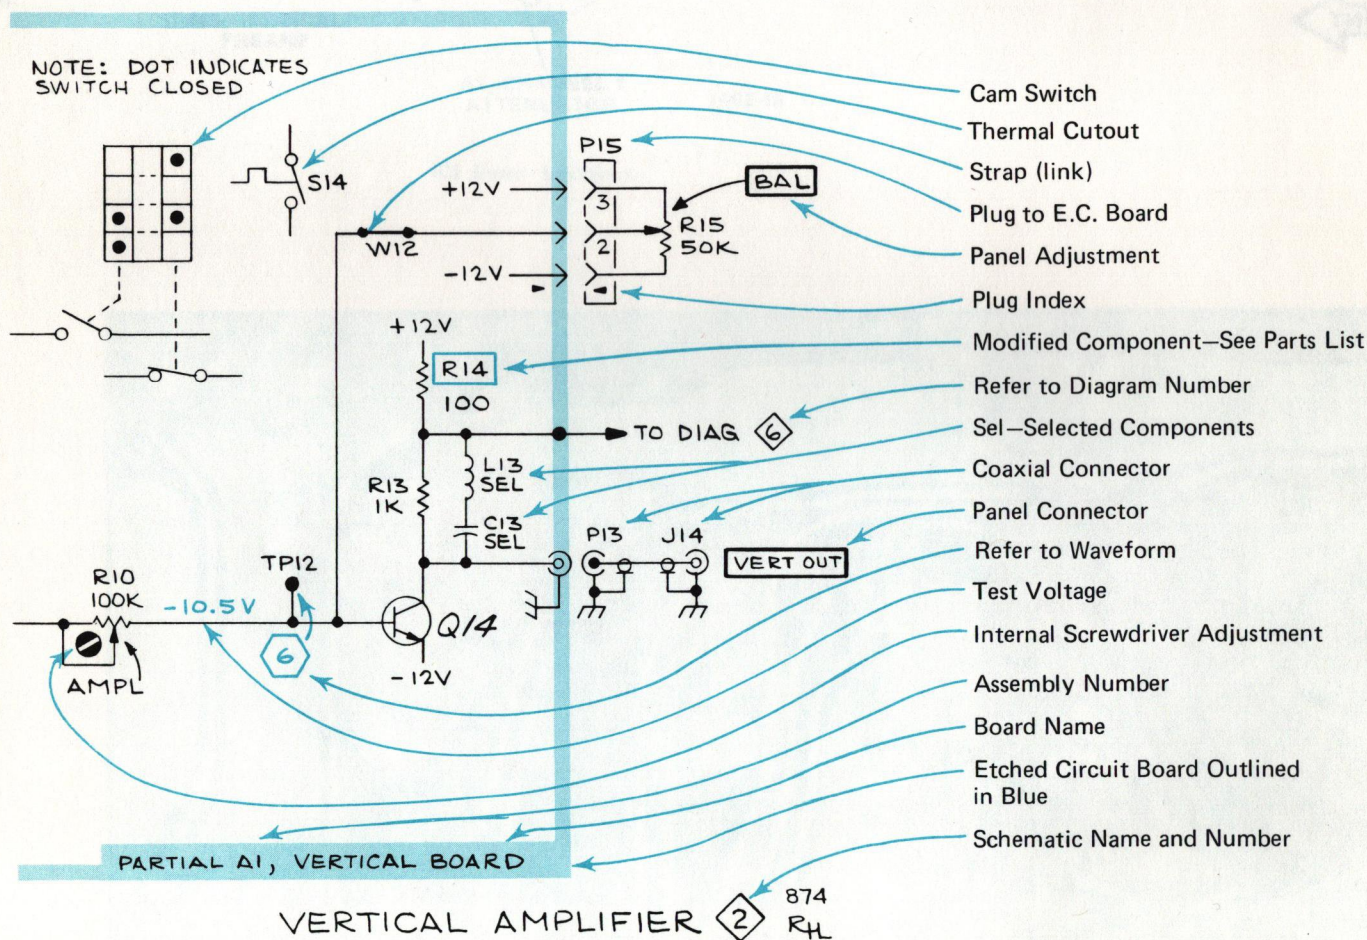 NOTE: DOT INDICATES
SWITCH CLOSED
S14
+12V
W12
-12V
P15
3
2
R15
50K
BAL
+12V
R14
100
TO DIAG 6
L13
SEL
R13
1K
C13
SEL
P13
J14
VERT OUT
TP12
R10
100K
-10.5V
6
Q14
-12V
AMPL
PARTIAL A1, VERTICAL BOARD
VERTICAL AMPLIFIER 2
874
RHL
Cam Switch
Thermal Cutout
Strap (link)
Plug to E.C. Board
Panel Adjustment
Plug Index
Modified Component—See Parts List
Refer to Diagram Number
Sel—Selected Components
Coaxial Connector
Panel Connector
Refer to Waveform
Test Voltage
Internal Screwdriver Adjustment
Assembly Number
Board Name
Etched Circuit Board Outlined
in Blue
Schematic Name and Number